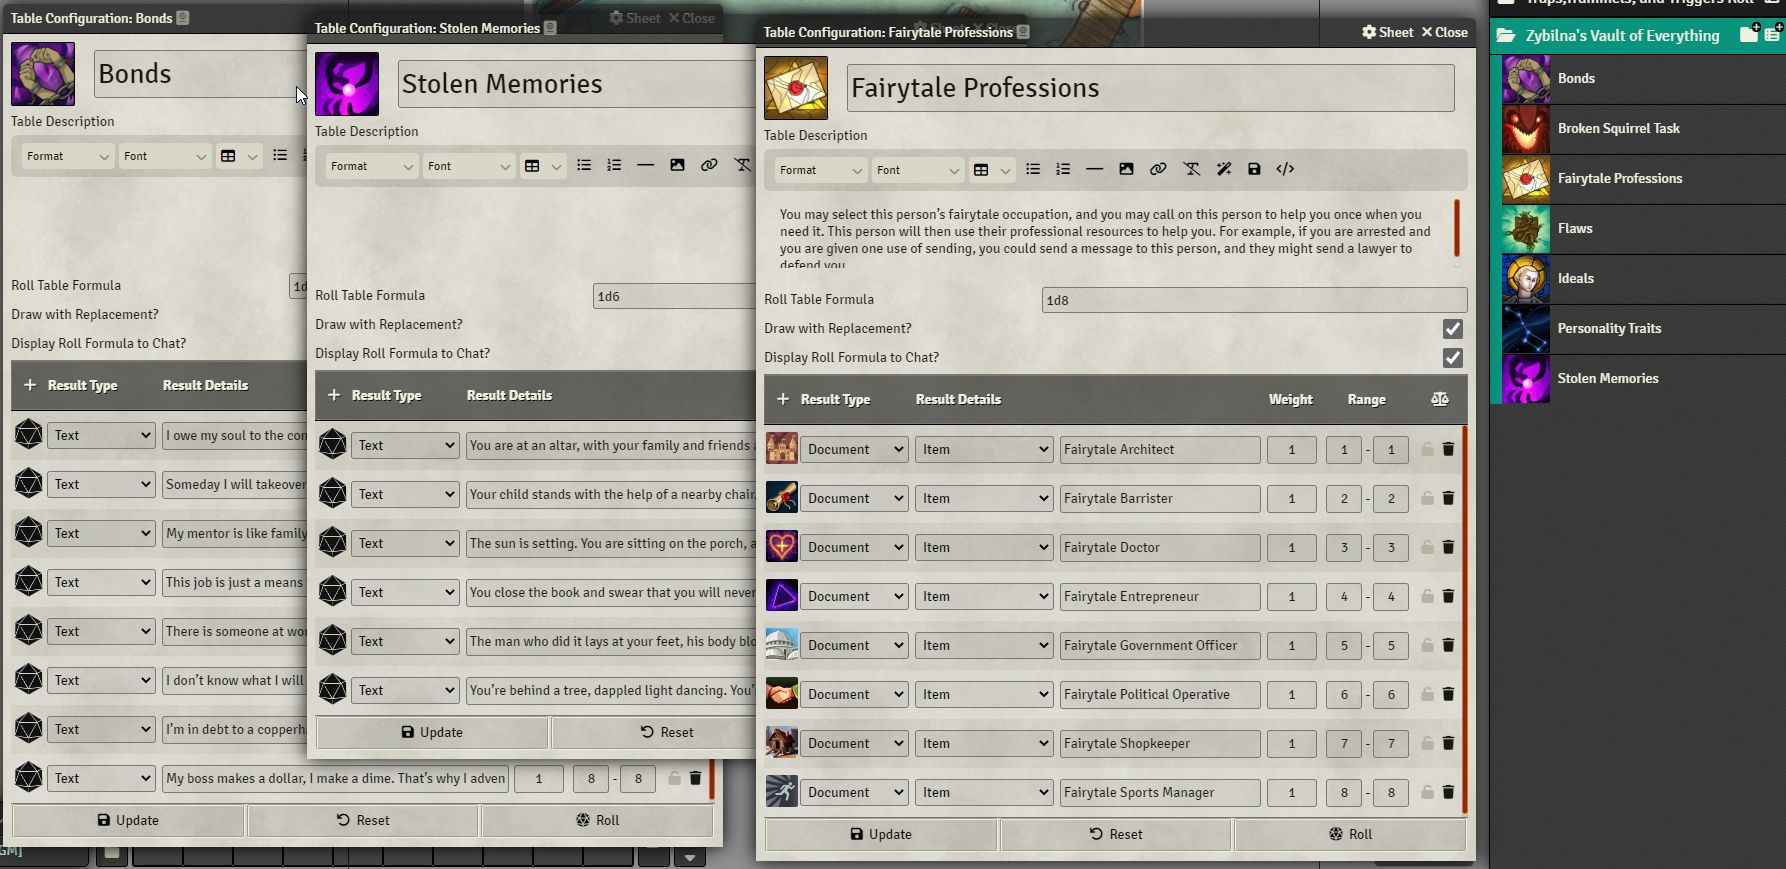 Table Configuration: Bonds
Sheet Close
Bonds
Table Description
Format Font
Roll Table Formula
Draw with Replacement?
Display Roll Formula to Chat?
Result Type Result Details
Text I owe my soul to the
Text Someday I will takeover
Text My mentor is like family
Text This job is just a means
Text There is someone at
Text I don't know what I will
Text I'm in debt to a
Text My boss makes a dollar, I make a dime. That's why I 1 8 - 8
Update Reset Roll
GM]
Table Configuration: Stolen Memories
Close
Stolen Memories
Table Description
Format Font
Roll Table Formula 1d6
Draw with Replacement?
Display Roll Formula to Chat?
Result Type Result Details
Text You are at an altar, with your family and friends
Text Your child stands with the help of a nearby chair,
Text The sun is setting. You are sitting on the porch,
Text You close the book and swear that you will never
Text The man who did it lays at your feet, his body
Text You're behind a tree, dappled light dancing.
Update Reset
Table Configuration: Fairytale Professions
Sheet Close
Fairytale Professions
Table Description
Format Font
You may select this person's fairytale occupation, and you may call on this person to help you once when you
need it. This person will then use their professional resources to help you. For example, if you are arrested and
you are given one use of sending, you could send a message to this person, and they might send a lawyer to
defend you
Roll Table Formula 1d8
Draw with Replacement?
Display Roll Formula to Chat?
Result Type Result Details Weight Range
Document Item Fairytale Architect 1 1 - 1
Document Item Fairytale Barrister 1 2 - 2
Document Item Fairytale Doctor 1 3 - 3
Document Item Fairytale Entrepreneur 1 4 - 4
Document Item Fairytale Government Officer 1 5 - 5
Document Item Fairytale Political Operative 1 6 - 6
Document Item Fairytale Shopkeeper 1 7 - 7
Document Item Fairytale Sports Manager 1 8 - 8
Update Reset Roll
Traps, Trammels, and Triggers Roll
Zybilna's Vault of Everything
Bonds
Broken Squirrel Task
Fairytale Professions
Flaws
Ideals
Personality Traits
Stolen Memories